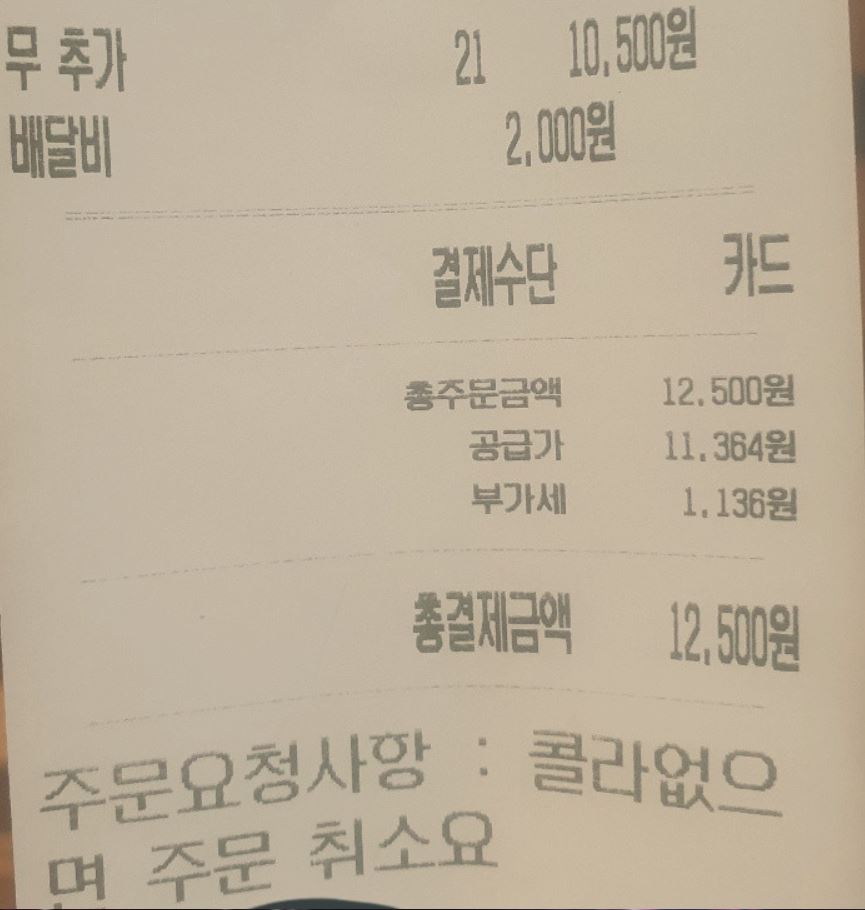 무 추가 21 10,500원
배달비 2,000원
결제수단 카드
총주문금액 12,500원
공급가 11,364원
부가세 1,136원
총결제금액 12,500원
주문요청사항 : 콜라없으
면 주문 취소요